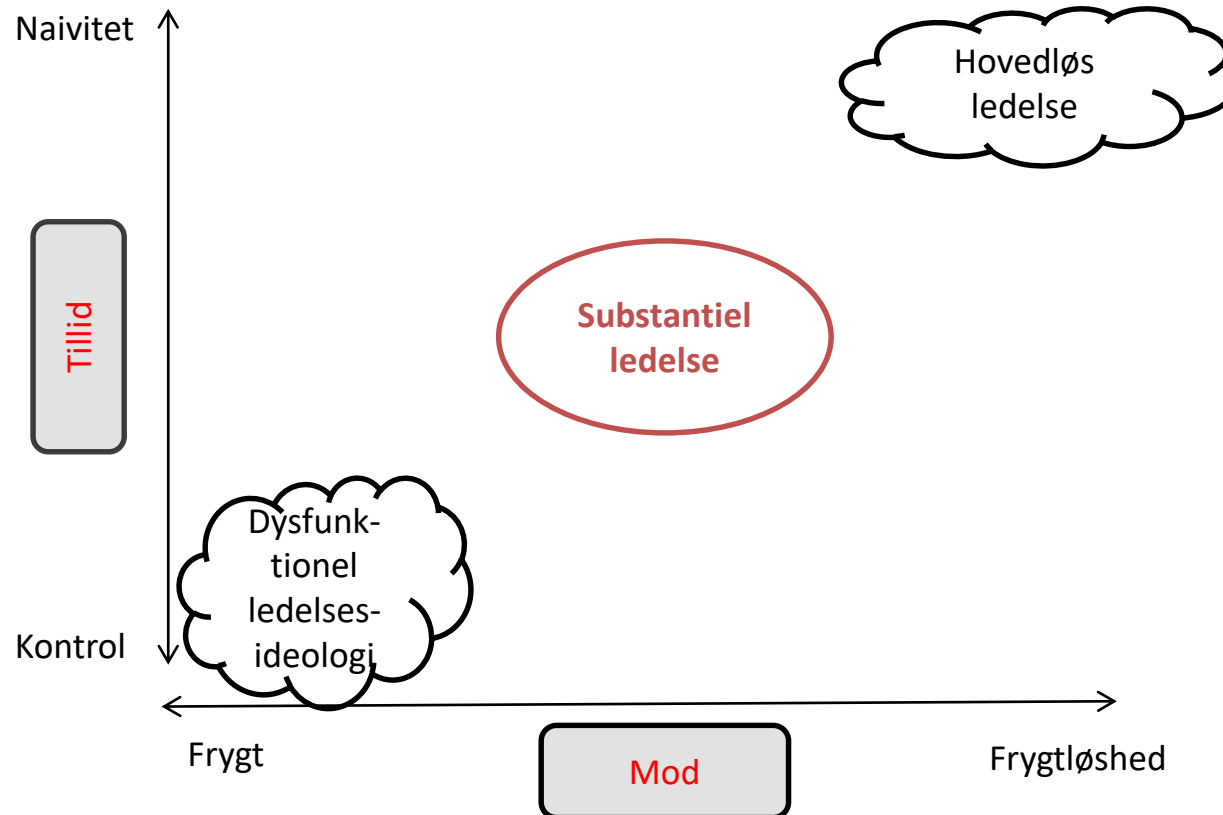 Naivitet
Hovedløs
ledelse
Tillid
Substantiel
ledelse
Dysfunk-
tionel
ledelses-
ideologi
Kontrol
Frygt
Mod
Frygtløshed